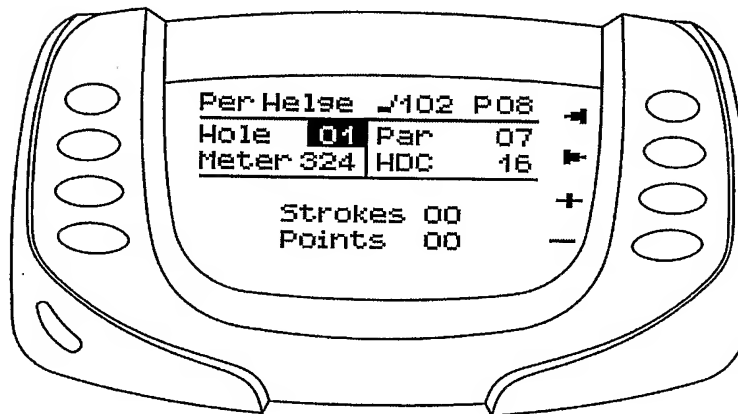 Per Helge 102 P08
Hole 01 Par 07
Meter 324 HDC 16
Strokes 00
Points 00